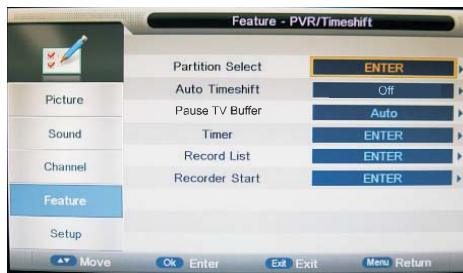 Feature - PVR/Timeshift
Partition Select ENTER
Auto Timeshift Off
Pause TV Buffer Auto
Timer ENTER
Record List ENTER
Recorder Start ENTER
Picture
Sound
Channel
Feature
Setup
Move Ok Enter Exit Exit Menu Return